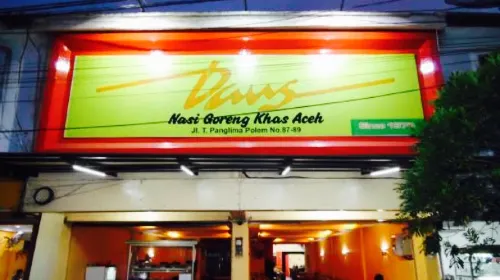 Daus
Nasi Goreng Khas Aceh
Jl. T. Panglima Polem No.87-89